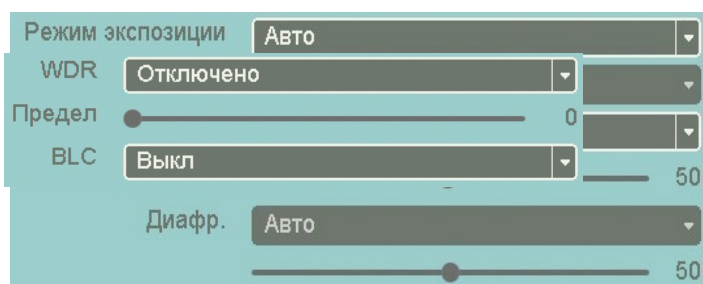 Режим экспозиции Авто
WDR Отключено
Предел 0
BLC Выкл
50
Диафр. Авто
50